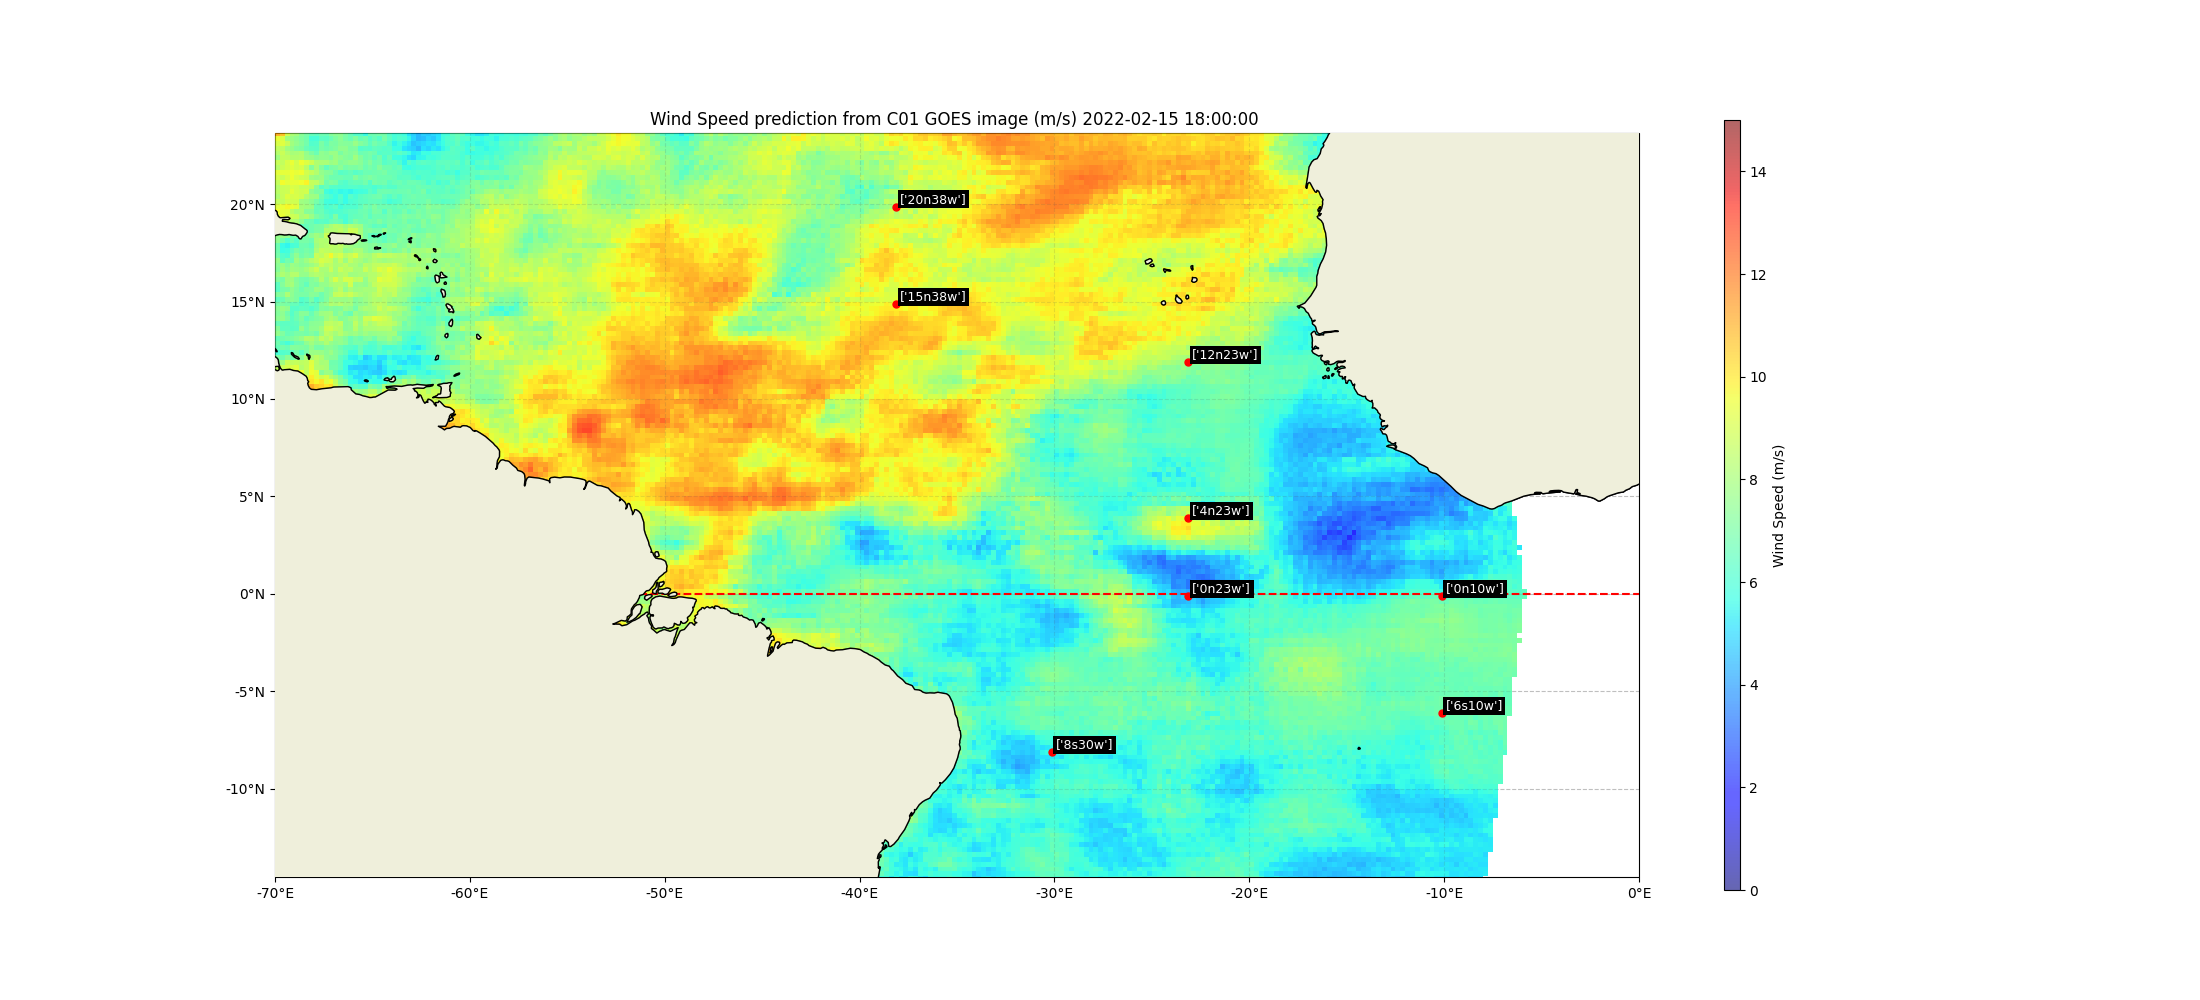 Wind Speed prediction from C01 GOES image (m/s) 2022-02-15 18:00:00
20°N
15°N
10°N
5°N
0°N
-5°N
-10°N
['20n38w']
['15n38w']
['12n23w']
['4n23w']
['0n23w']
['0n10w']
['6s10w']
['8s30w']
-70°E
-60°E
-50°E
-40°E
-30°E
-20°E
-10°E
0°E
14
12
10
8
6
4
2
0
Wind Speed (m/s)